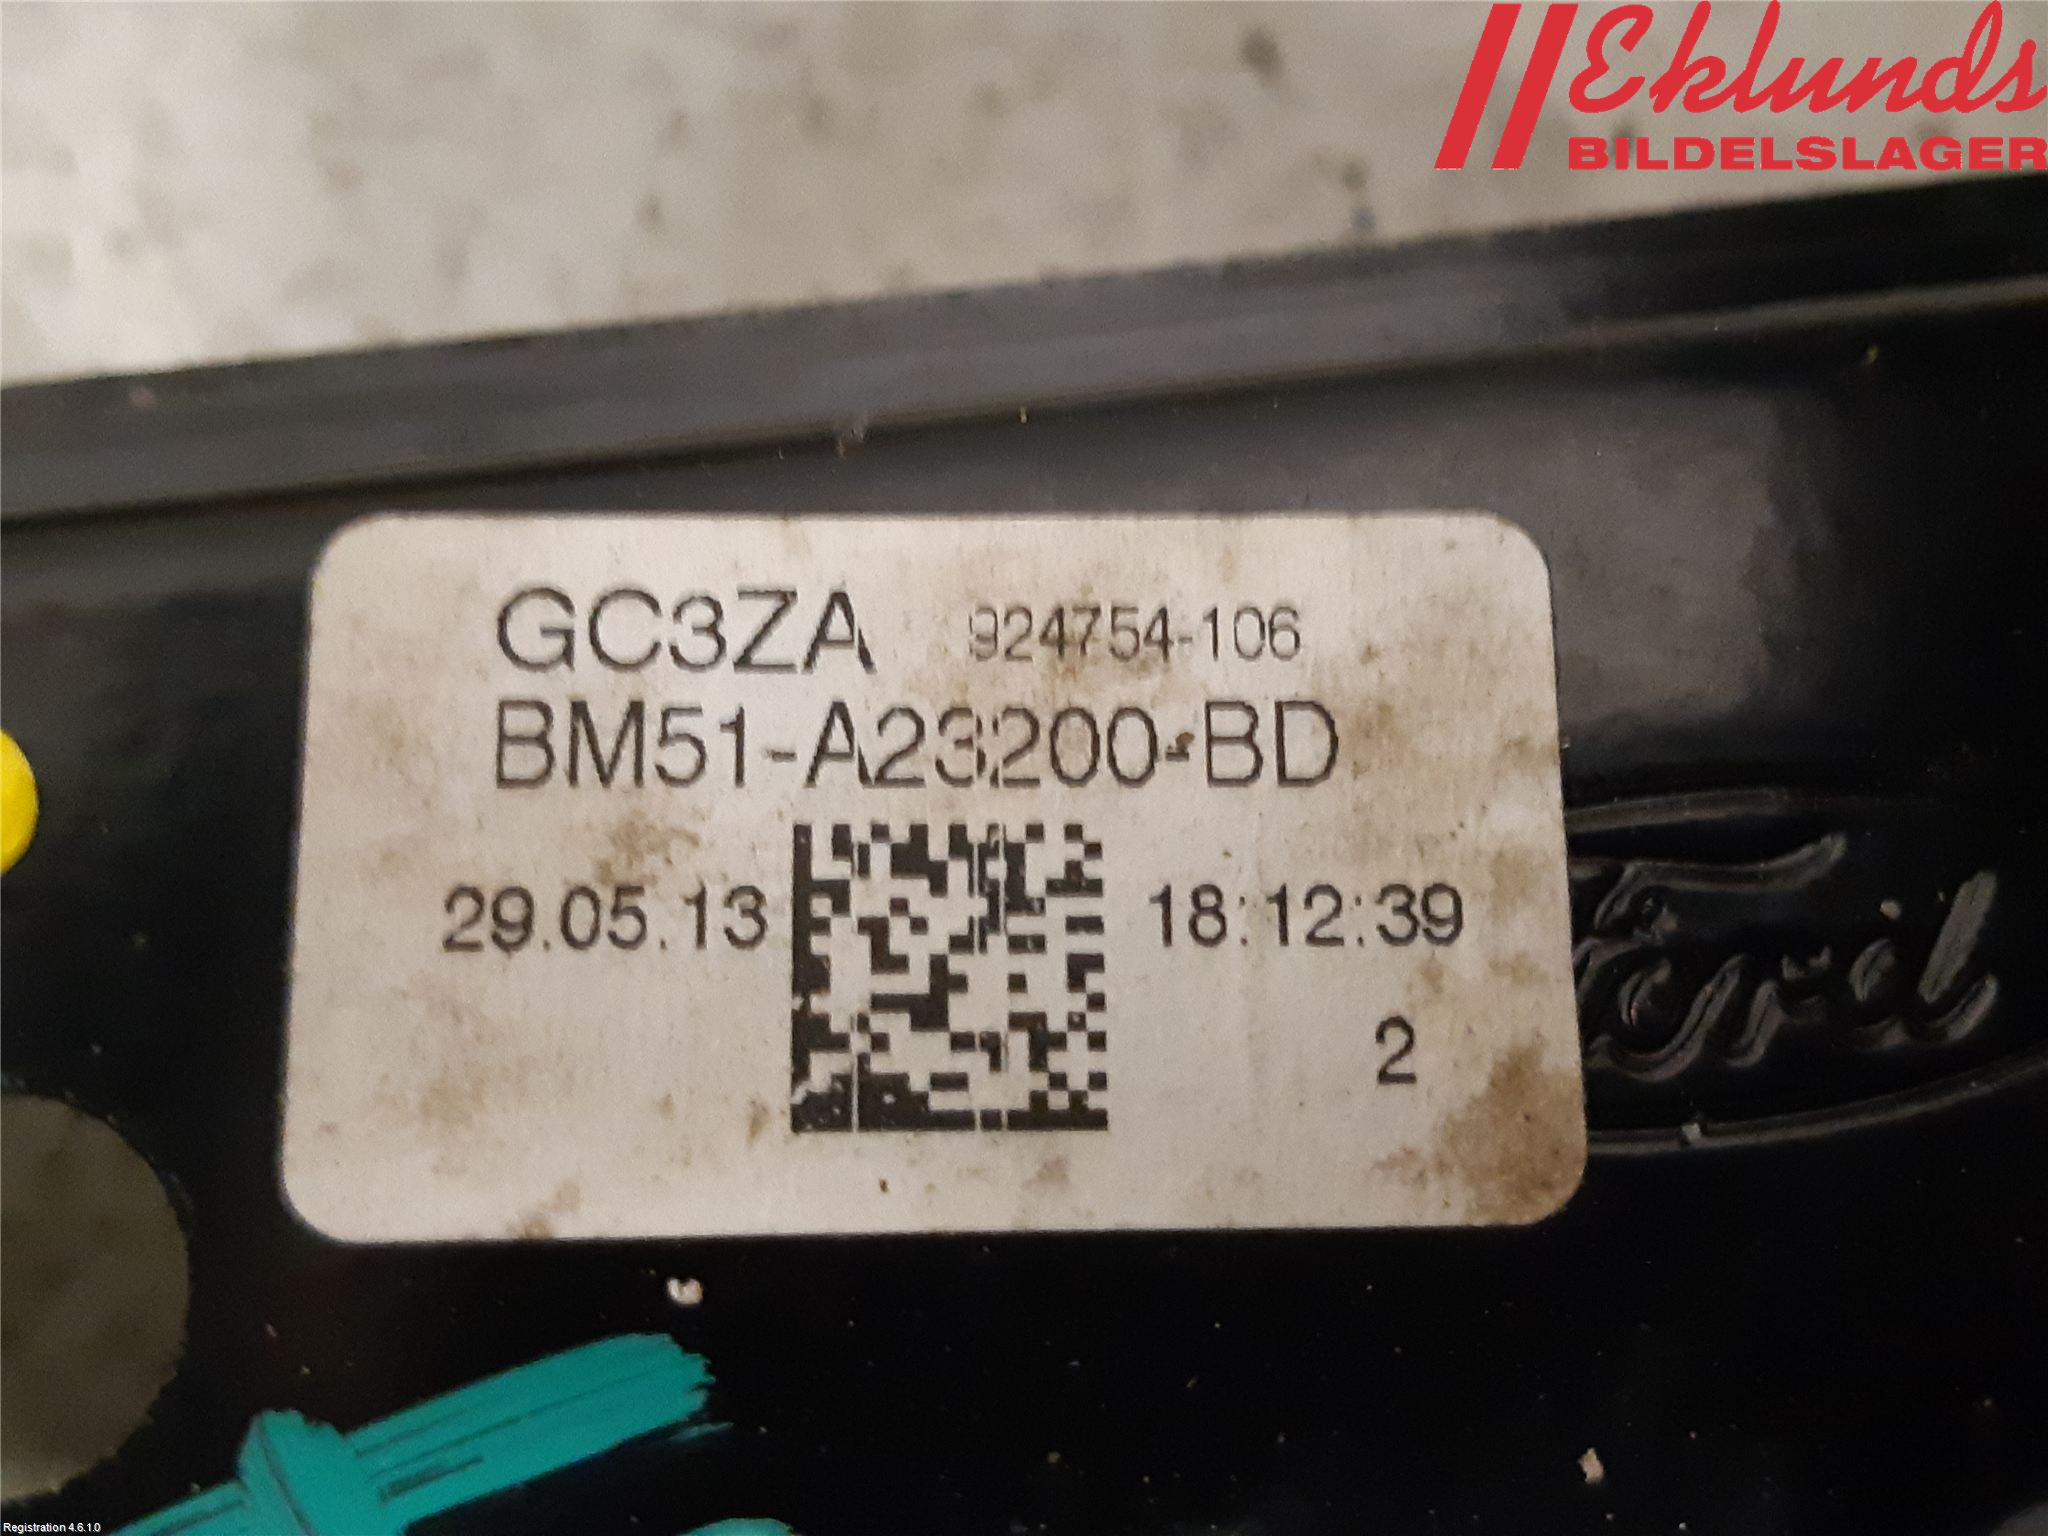 Eklunds
BILDELSLAGER
GC3ZA 924754-106
BM51-A23200-BD
29.05.13 18:12:39
2
Ford
Registration 4.6.1.0